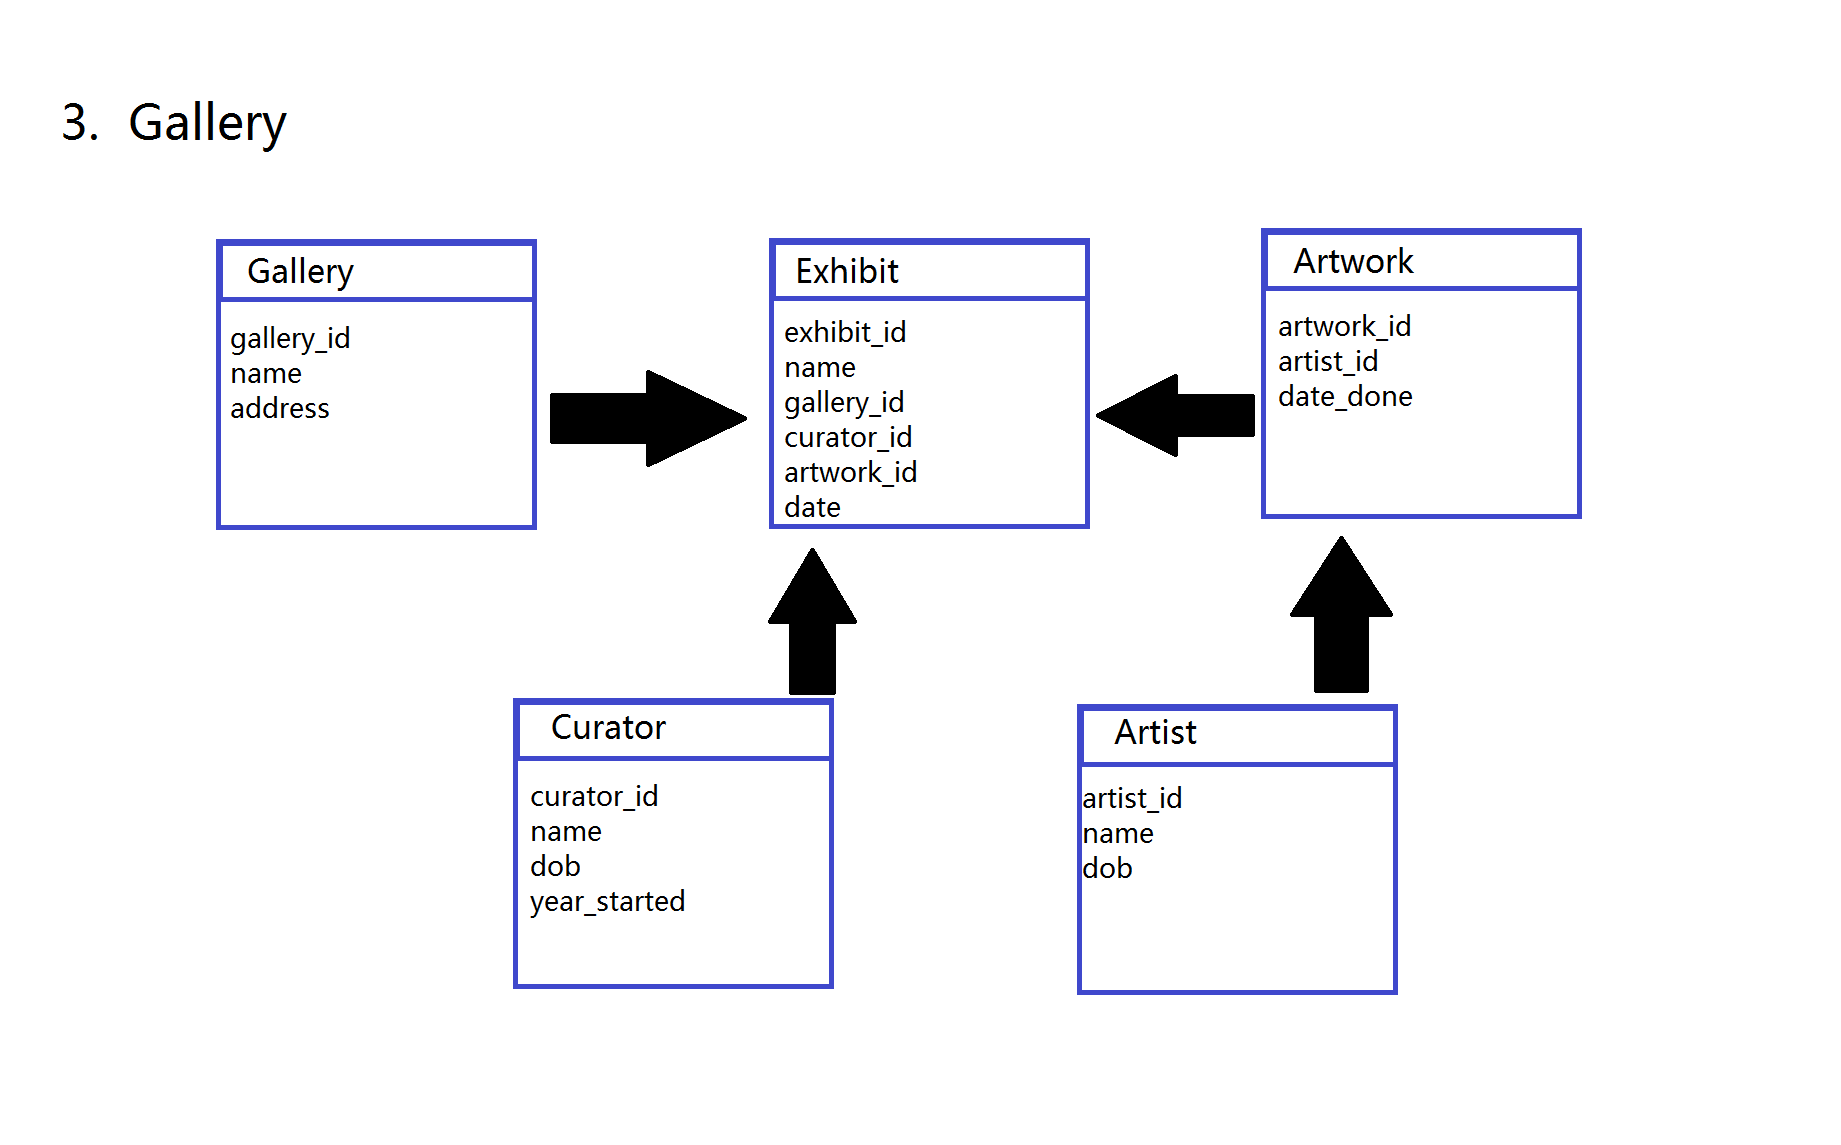 3. Gallery
Gallery
gallery_id
name
address
Exhibit
exhibit_id
name
gallery_id
curator_id
artwork_id
date
Artwork
artwork_id
artist_id
date_done
Curator
curator_id
name
dob
year_started
Artist
artist_id
name
dob